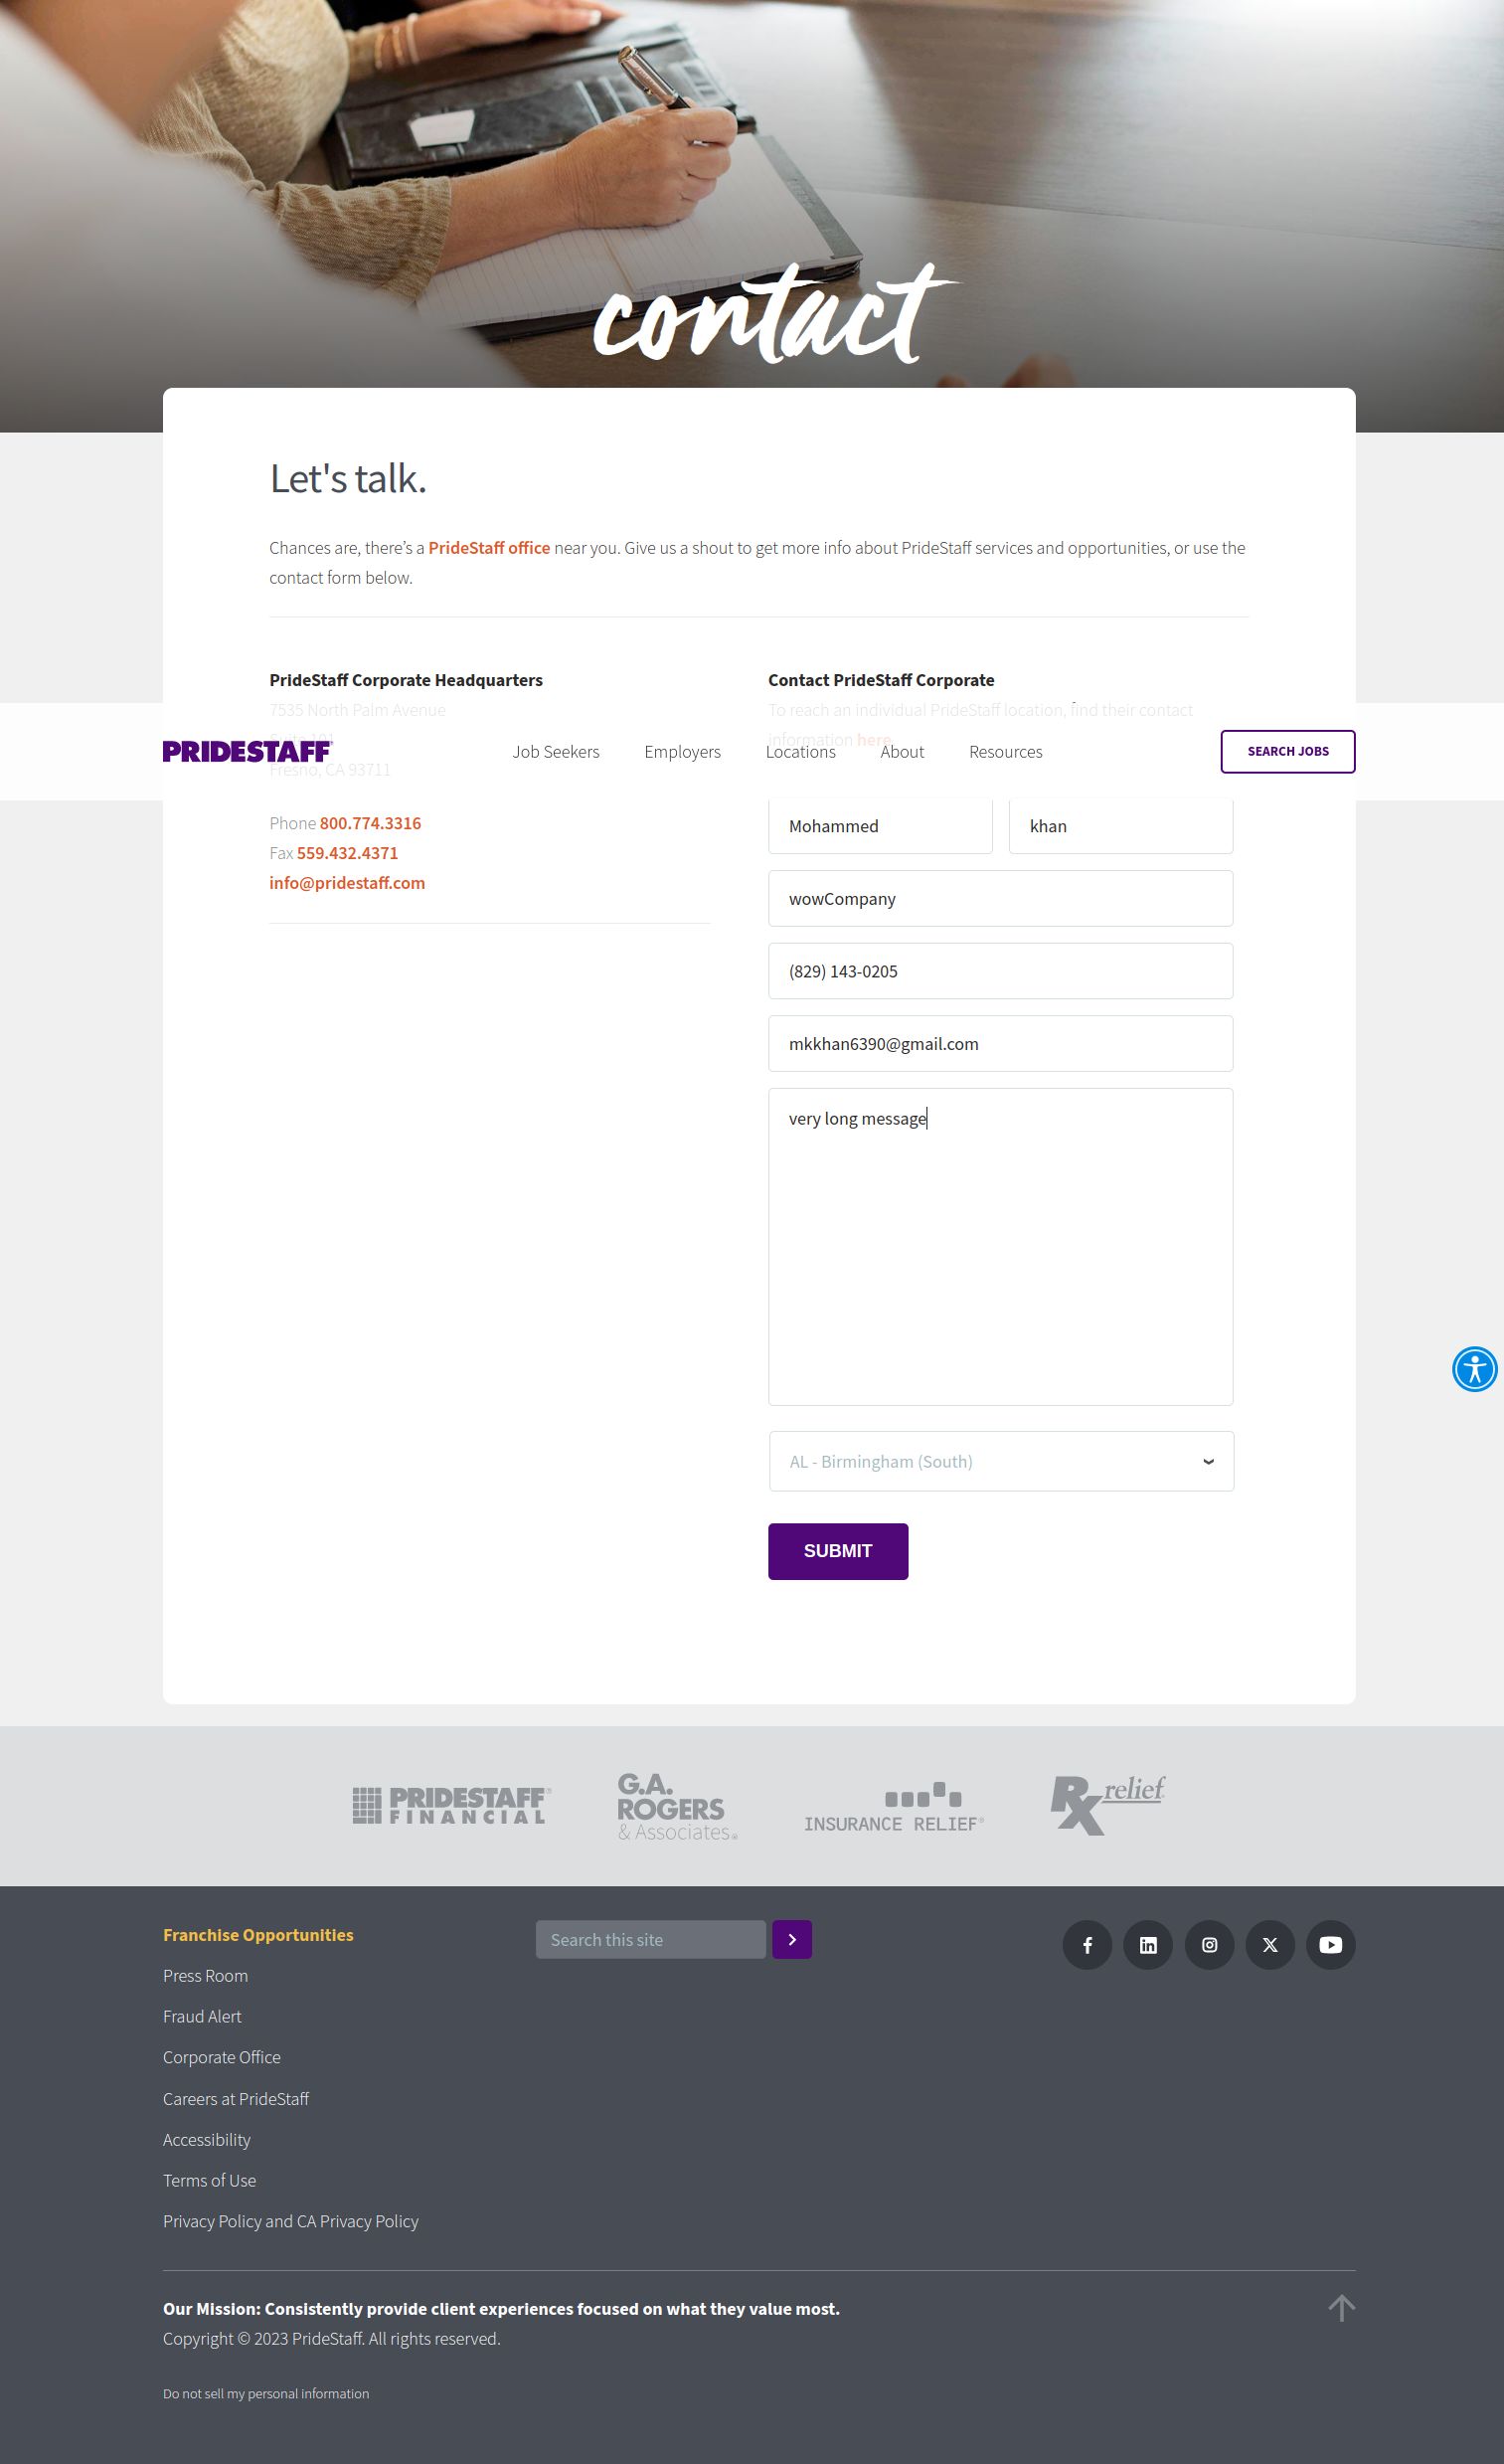 contact
Let's talk.
Chances are, there’s a PrideStaff office near you. Give us a shout to get more info about PrideStaff services and opportunities, or use the
contact form below.
PrideStaff Corporate Headquarters
7535 North Palm Avenue
Suite 101
Fresno, CA 93711
Phone 800.774.3316
Fax 559.432.4371
info@pridestaff.com
Contact PrideStaff Corporate
To reach an individual PrideStaff location, find their contact
information here.
PRIDESTAFF
Job Seekers
Employers
Locations
About
Resources
SEARCH JOBS
Mohammed
khan
wowCompany
(829) 143-0205
mkkhan6390@gmail.com
very long message
AL - Birmingham (South)
SUBMIT
PRIDESTAFF®
FINANCIAL
G.A.
ROGERS
& Associates®
INSURANCE RELIEF®
Rx relief
Franchise Opportunities
Press Room
Fraud Alert
Corporate Office
Careers at PrideStaff
Accessibility
Terms of Use
Privacy Policy and CA Privacy Policy
Search this site
Our Mission: Consistently provide client experiences focused on what they value most.
Copyright © 2023 PrideStaff. All rights reserved.
Do not sell my personal information